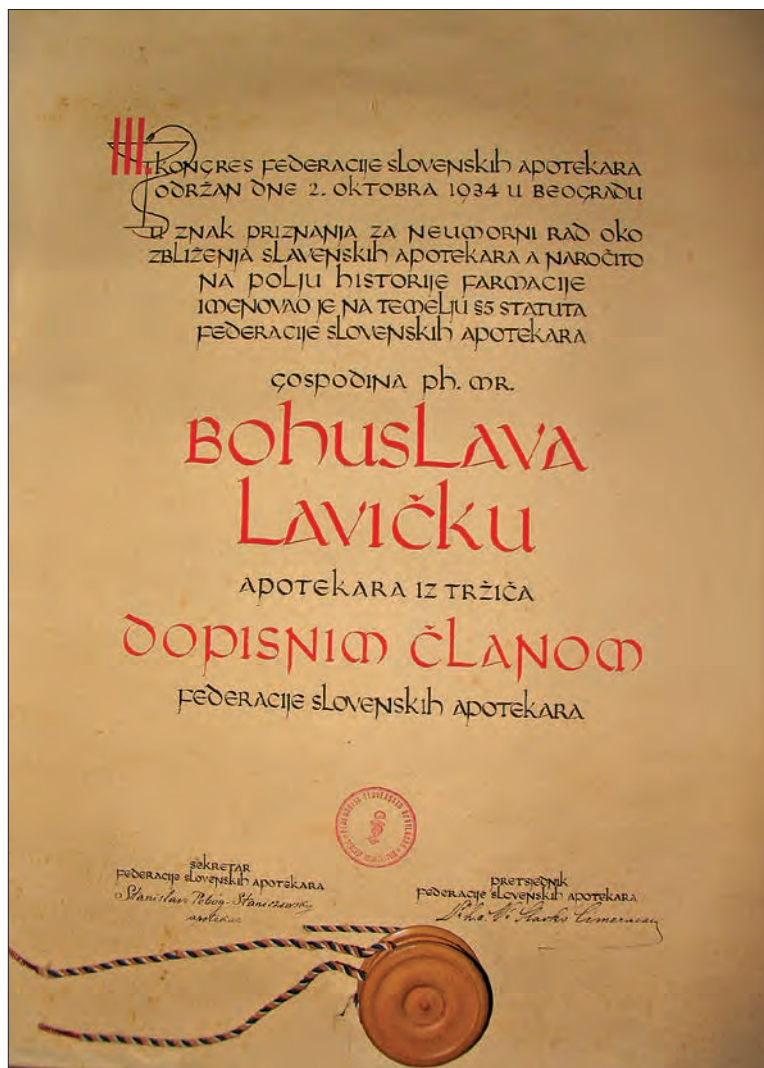 III. KONGRES FEDERACIJE SLOVENSKIH APOTEKARA
ODRŽAN DNE 2. OKTOBRA 1934 U BEOGRADU
U ZNAK PRIZNANJA ZA NEUMORNI RAD OKO
ZBLIŽENJA SLAVENSKIH APOTEKARA A NAROČITO
NA POLJU HISTORIJE FARMACIJE
IMENOVAO JE NA TEMELJU §5 STATUTA
FEDERACIJE SLOVENSKIH APOTEKARA
GOSPODINA PH. MR.
BOHUSLAVA
LAVIČKU
APOTEKARA IZ TRŽIČA
DOPISNIM ČLANOM
FEDERACIJE SLOVENSKIH APOTEKARA
SEKRETAR
FEDERACIJE SLOVENSKIH APOTEKARA
Stanislav
apotekar
PRETSJEDNIK
FEDERACIJE SLOVENSKIH APOTEKARA